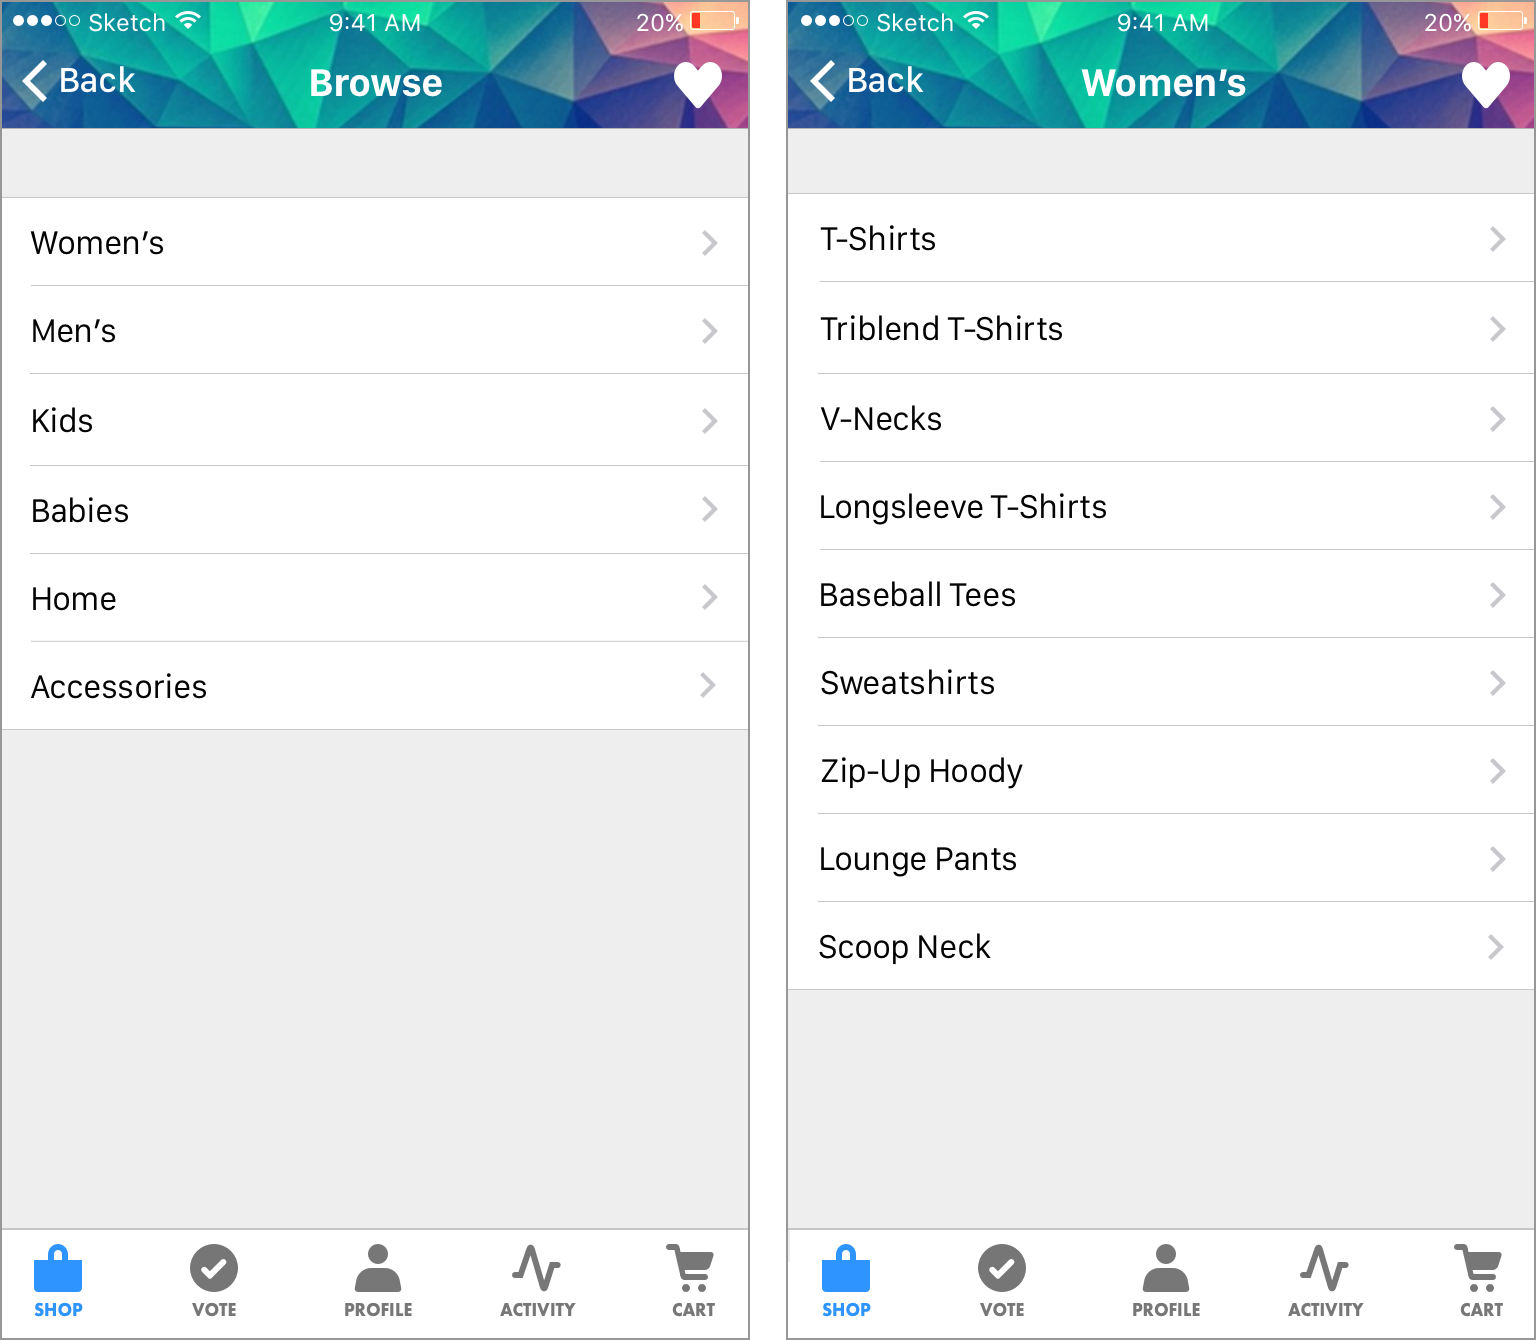 Sketch 9:41 AM 20%
Back Browse
Women’s
Men’s
Kids
Babies
Home
Accessories
SHOP VOTE PROFILE ACTIVITY CART
Sketch 9:41 AM 20%
Back Women’s
T-Shirts
Triblend T-Shirts
V-Necks
Longsleeve T-Shirts
Baseball Tees
Sweatshirts
Zip-Up Hoody
Lounge Pants
Scoop Neck
SHOP VOTE PROFILE ACTIVITY CART